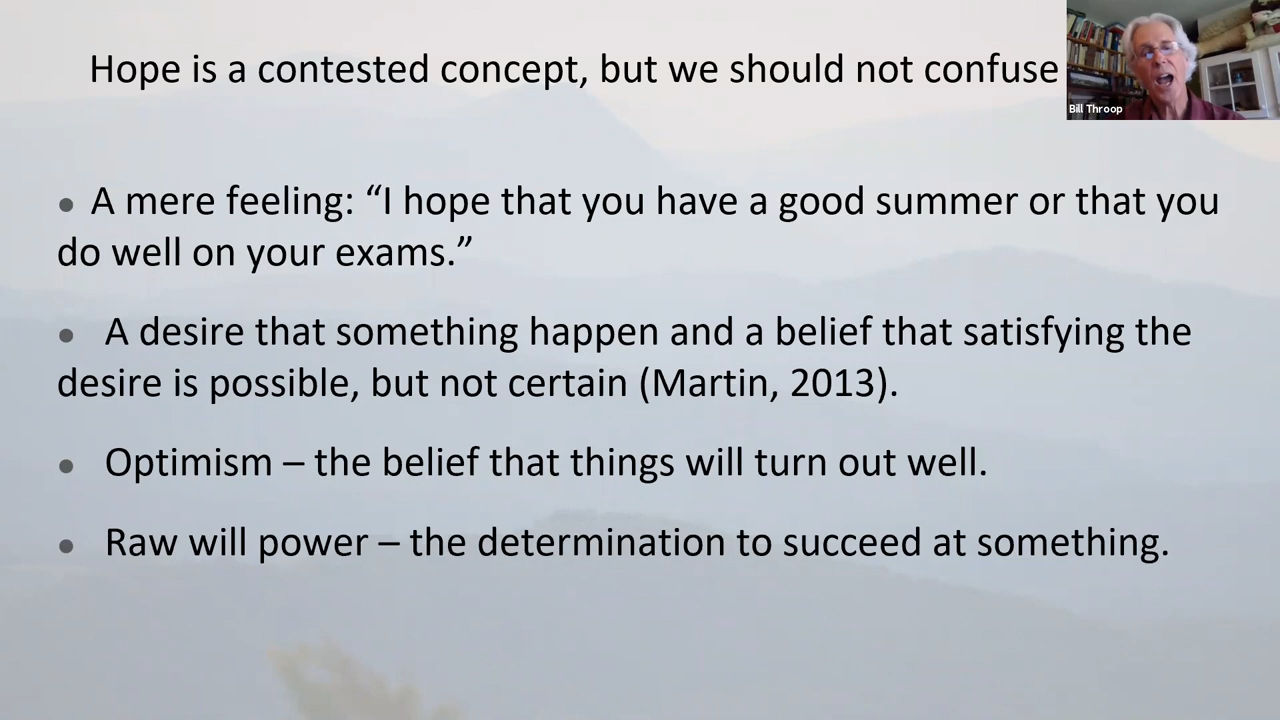 Hope is a contested concept, but we should not confuse
Bill Throop
● A mere feeling: “I hope that you have a good summer or that you
do well on your exams.”
● A desire that something happen and a belief that satisfying the
desire is possible, but not certain (Martin, 2013).
● Optimism – the belief that things will turn out well.
● Raw will power – the determination to succeed at something.